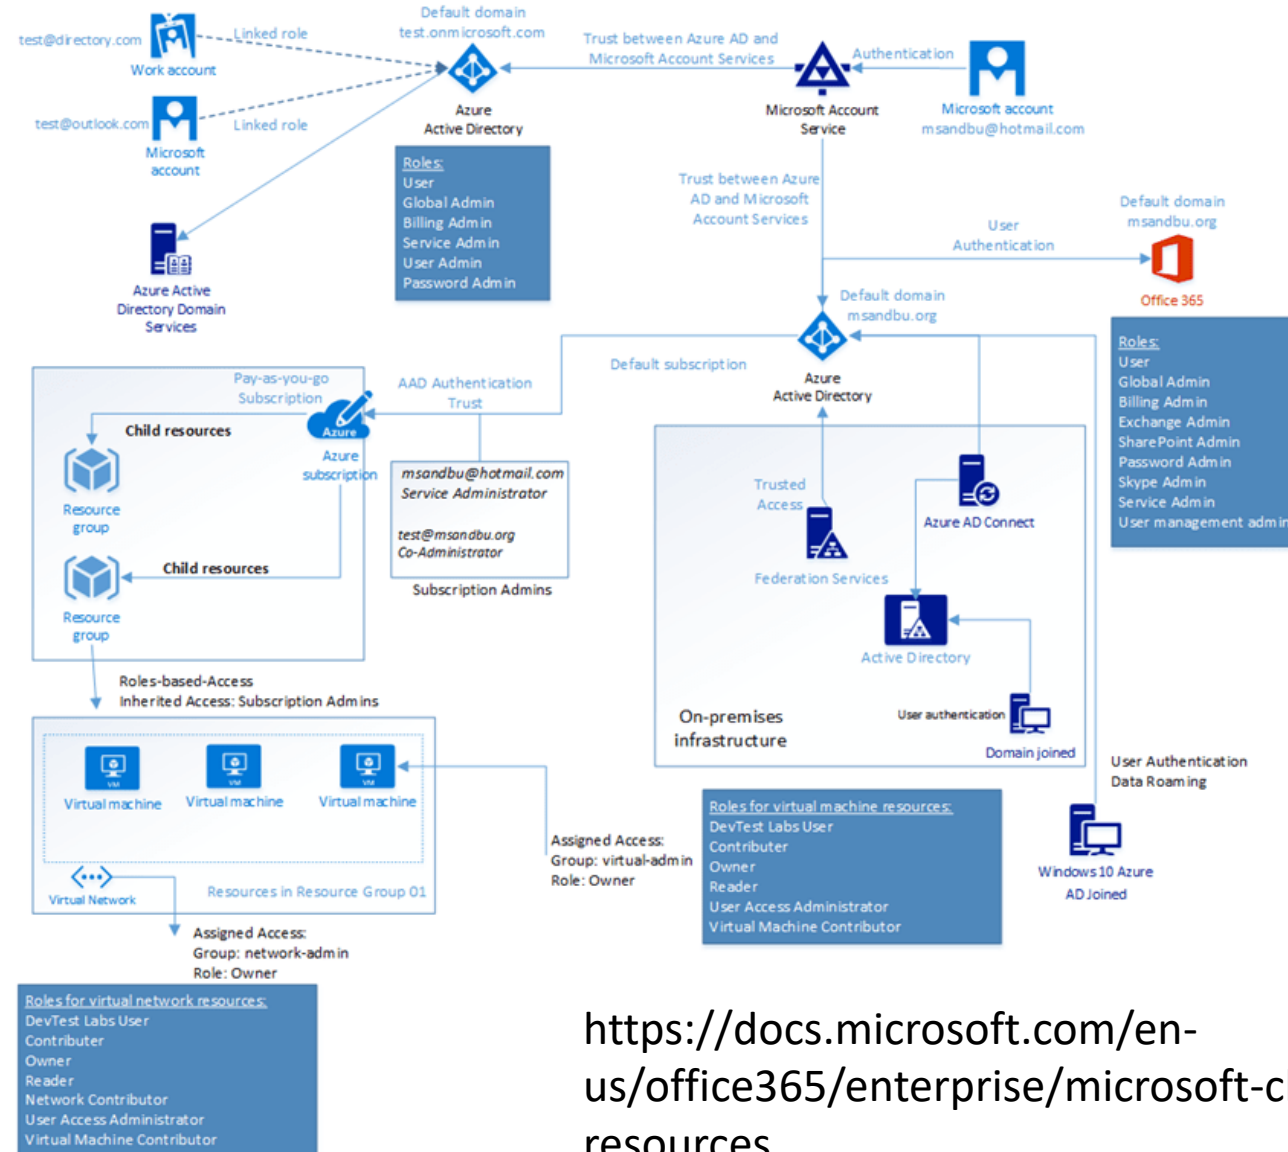 Default domain
test.onmicrosoft.com
test@directory.com
Linked role
Work account
Trust between Azure AD and
Microsoft Account Services
Authentication
test@outlook.com
Linked role
Microsoft
account
Azure
Active Directory
Microsoft Account
Service
Microsoft account
msandbu@hotmail.com
Roles:
User
Global Admin
Billing Admin
Service Admin
User Admin
Password Admin
Trust between Azure
AD and Microsoft
Account Services
User
Authentication
Default domain
msandbu.org
Office 365
Azure Active
Directory Domain
Services
Default domain
msandbu.org
Azure
Active Directory
Default subscription
Roles:
User
Global Admin
Billing Admin
Exchange Admin
SharePoint Admin
Password Admin
Skype Admin
Service Admin
User management admin
Pay-as-you-go
Subscription
AAD Authentication
Trust
Child resources
Azure
Azure
subscription
Resource
group
Child resources
Resource
group
msandbu@hotmail.com
Service Administrator
test@msandbu.org
Co-Administrator
Subscription Admins
Trusted
Access
Azure AD Connect
Federation Services
Active Directory
User authentication
Domain joined
On-premises
infrastructure
Roles-based-Access
Inherited Access: Subscription Admins
VM
Virtual machine
VM
Virtual machine
VM
Virtual machine
Virtual Network
Resources in Resource Group 01
Assigned Access:
Group: virtual-admin
Role: Owner
User Authentication
Data Roaming
Windows 10 Azure
AD Joined
Roles for virtual machine resources:
DevTest Labs User
Contributer
Owner
Reader
User Access Administrator
Virtual Machine Contributor
Assigned Access:
Group: network-admin
Role: Owner
Roles for virtual network resources:
DevTest Labs User
Contributer
Owner
Reader
Network Contributor
User Access Administrator
Virtual Machine Contributor
https://docs.microsoft.com/en-
us/office365/enterprise/microsoft-cl
resources